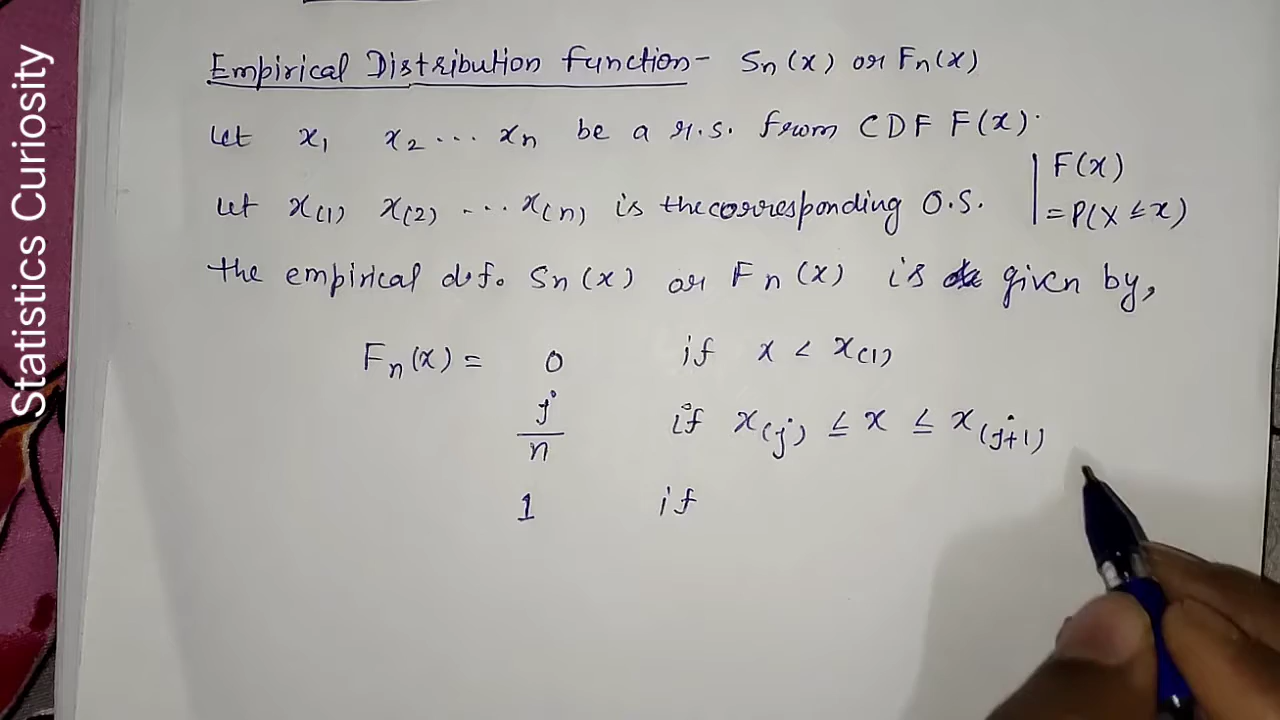 Statistics Curiosity
Empirical Distribution function - Sn(x) or Fn(x)
Let x1 x2 ... xn be a r.s. from CDF F(x).
Let x(1) x(2) ... x(n) is the corresponding O.S.
F(x)
= P(X ≤ x)
the empirical d.f. Sn(x) or Fn(x) is given by,
Fn(x) = 0 if x < x(1)
j/n if x(j) ≤ x ≤ x(j+1)
1 if